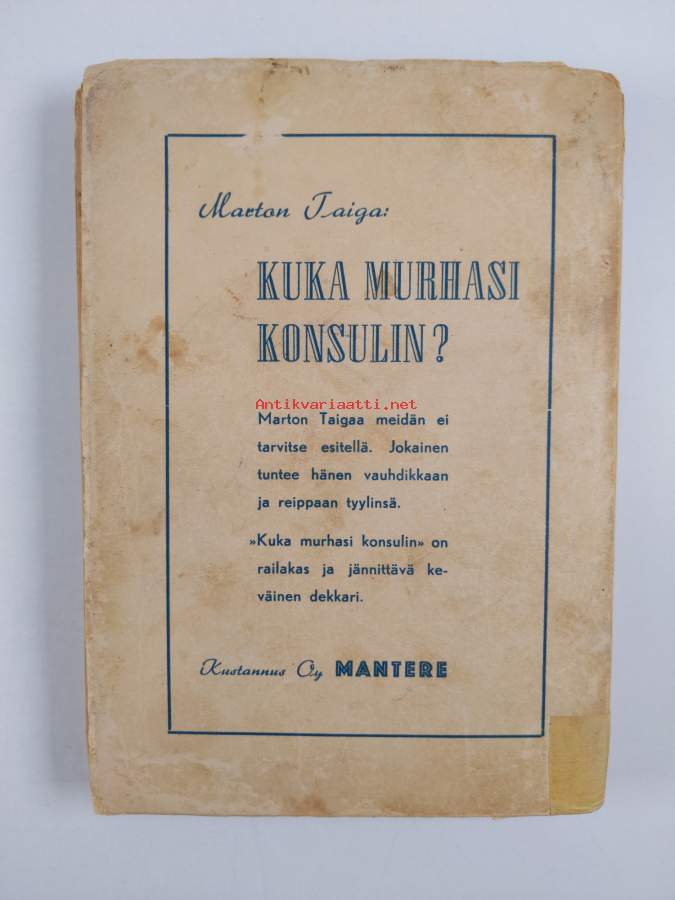 Marton Taiga:
KUKA MURHASI
KONSULIN?
Antikvariaatti.net
Marton Taigaa meidän ei
tarvitse esitellä. Jokainen
tuntee hänen vauhdikkaan
ja reippaan tyylinsä.
»Kuka murhasi konsulin» on
railakas ja jännittävä ke-
väinen dekkari.
Kustannus Oy MANTERE